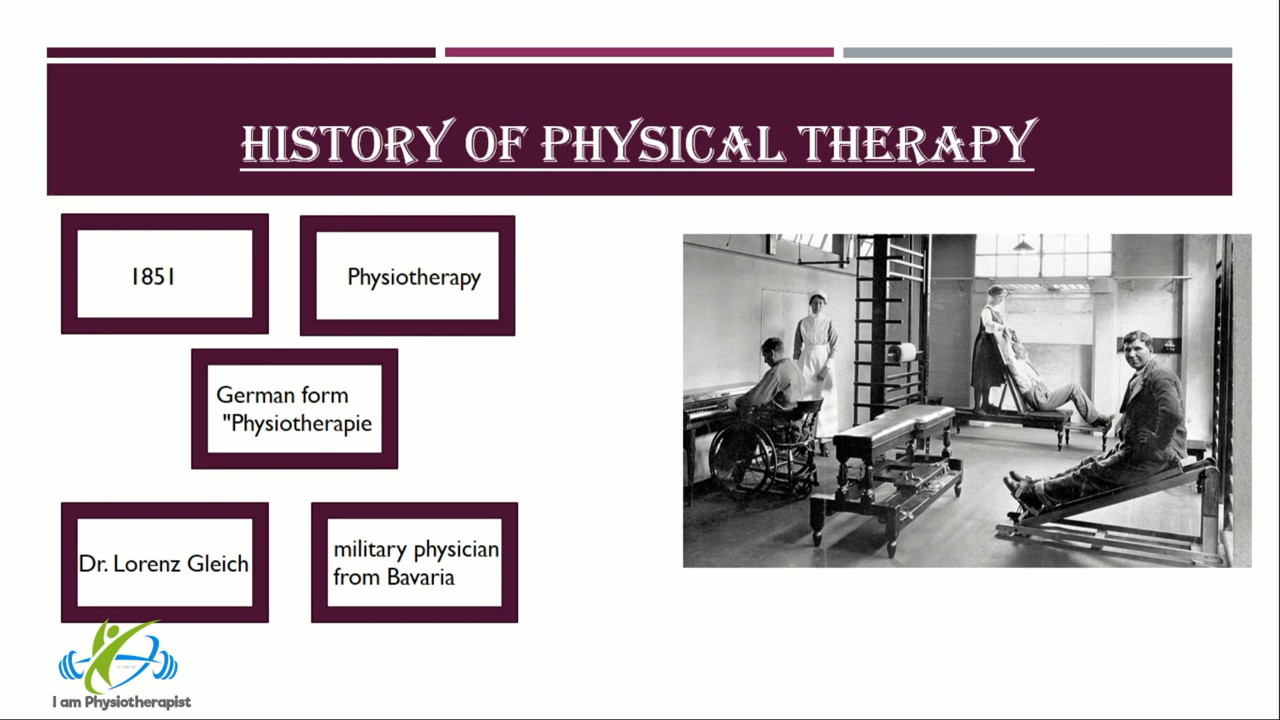 HISTORY OF PHYSICAL THERAPY
1851
Physiotherapy
German form
"Physiotherapie
Dr. Lorenz Gleich
military physician
from Bavaria
I am Physiotherapist